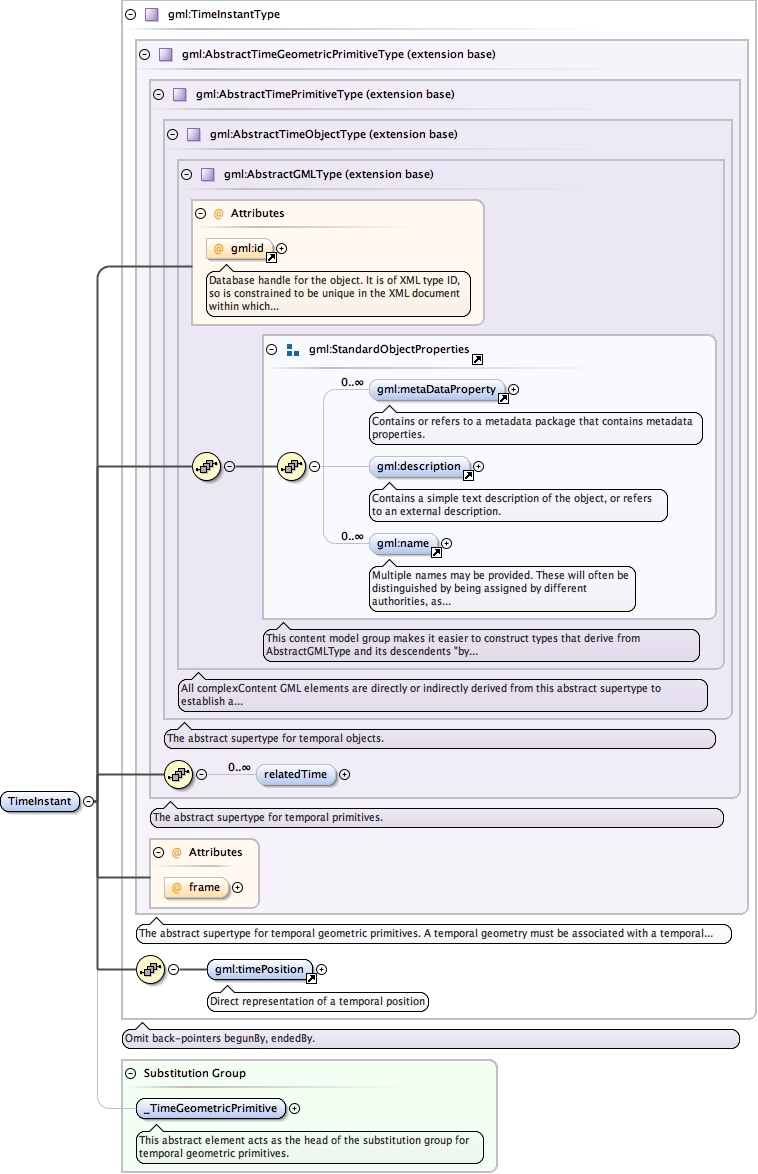 gml:TimeInstantType
gml:AbstractTimeGeometricPrimitiveType (extension base)
gml:AbstractTimePrimitiveType (extension base)
gml:AbstractTimeObjectType (extension base)
gml:AbstractGMLType (extension base)
@ Attributes
@ gml:id
Database handle for the object. It is of XML type ID,
so is constrained to be unique in the XML document
within which...
gml:StandardObjectProperties
0..∞
gml:metaDataProperty
Contains or refers to a metadata package that contains metadata
properties.
gml:description
Contains a simple text description of the object, or refers
to an external description.
0..∞
gml:name
Multiple names may be provided. These will often be
distinguished by being assigned by different
authorities, as...
This content model group makes it easier to construct types that derive from
AbstractGMLType and its descendents "by...
All complexContent GML elements are directly or indirectly derived from this abstract supertype to
establish a...
The abstract supertype for temporal objects.
0..∞
relatedTime
TimeInstant
The abstract supertype for temporal primitives.
@ Attributes
@ frame
The abstract supertype for temporal geometric primitives. A temporal geometry must be associated with a temporal...
gml:timePosition
Direct representation of a temporal position
Omit back-pointers begunBy, endedBy.
Substitution Group
_TimeGeometricPrimitive
This abstract element acts as the head of the substitution group for
temporal geometric primitives.